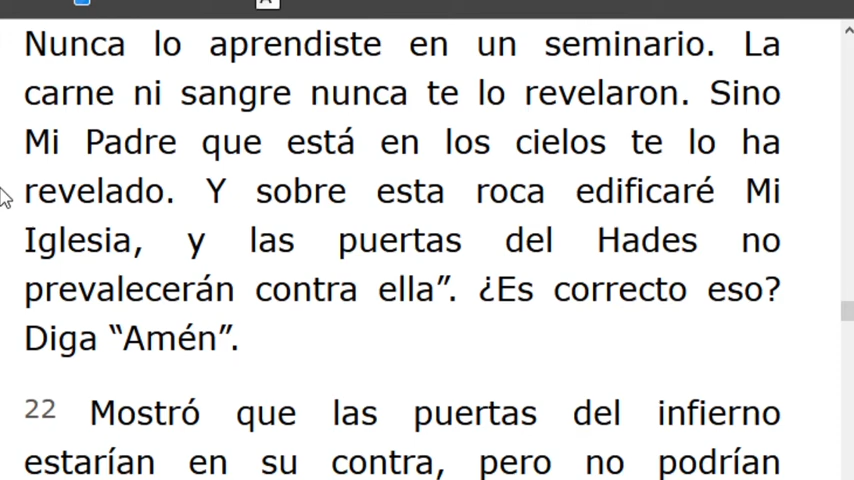 Nunca lo aprendiste en un seminario. La
carne ni sangre nunca te lo revelaron. Sino
Mi Padre que está en los cielos te lo ha
revelado. Y sobre esta roca edificaré Mi
Iglesia, y las puertas del Hades no
prevalecerán contra ella”. ¿Es correcto eso?
Diga “Amén”.
22 Mostró que las puertas del infierno
estarían en su contra, pero no podrían